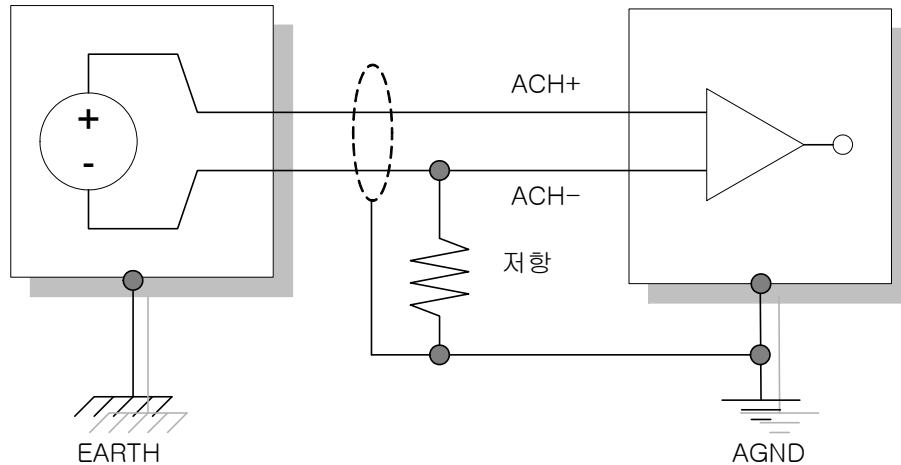 ACH+
+
-
ACH-
저항
EARTH
AGND